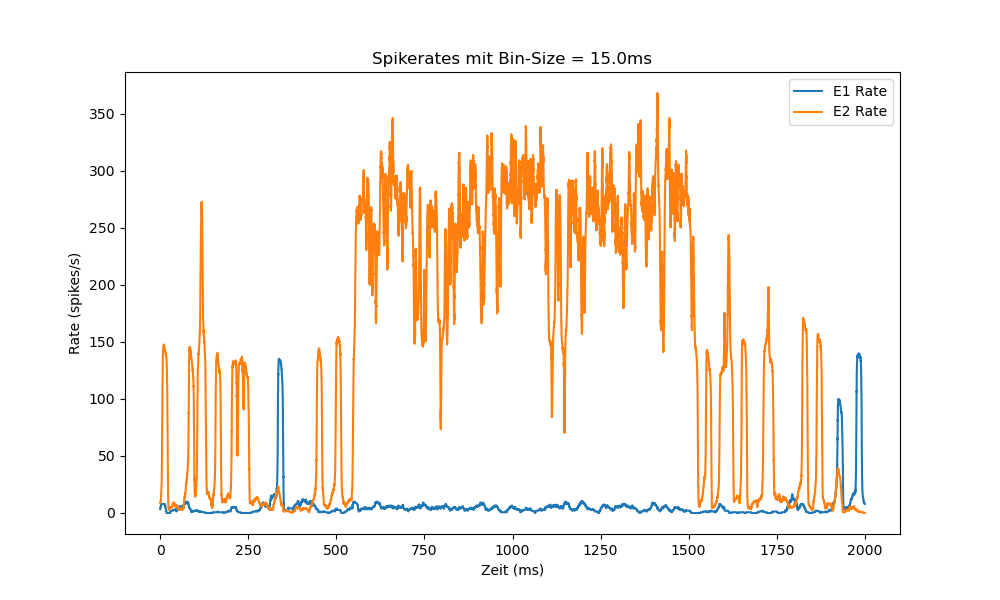 Spikerates mit Bin-Size = 15.0ms
E1 Rate
E2 Rate
Rate (spikes/s)
350
300
250
200
150
100
50
0
0 250 500 750 1000 1250 1500 1750 2000
Zeit (ms)